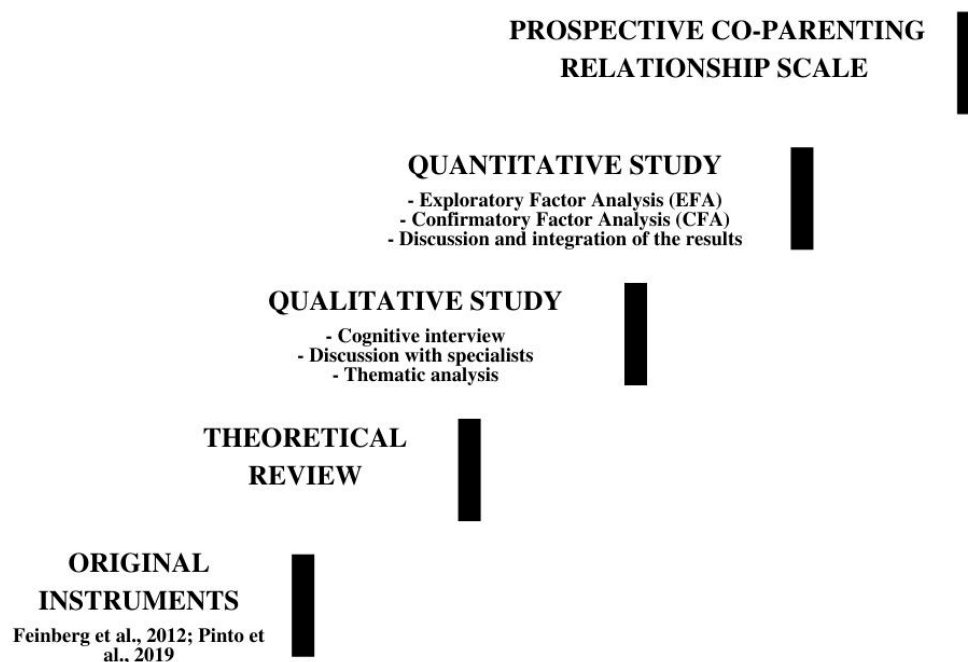 PROSPECTIVE CO-PARENTING
RELATIONSHIP SCALE
QUANTITATIVE STUDY
- Exploratory Factor Analysis (EFA)
- Confirmatory Factor Analysis (CFA)
- Discussion and integration of the results
QUALITATIVE STUDY
- Cognitive interview
- Discussion with specialists
- Thematic analysis
THEORETICAL
REVIEW
ORIGINAL
INSTRUMENTS
Feinberg et al., 2012; Pinto et
al., 2019